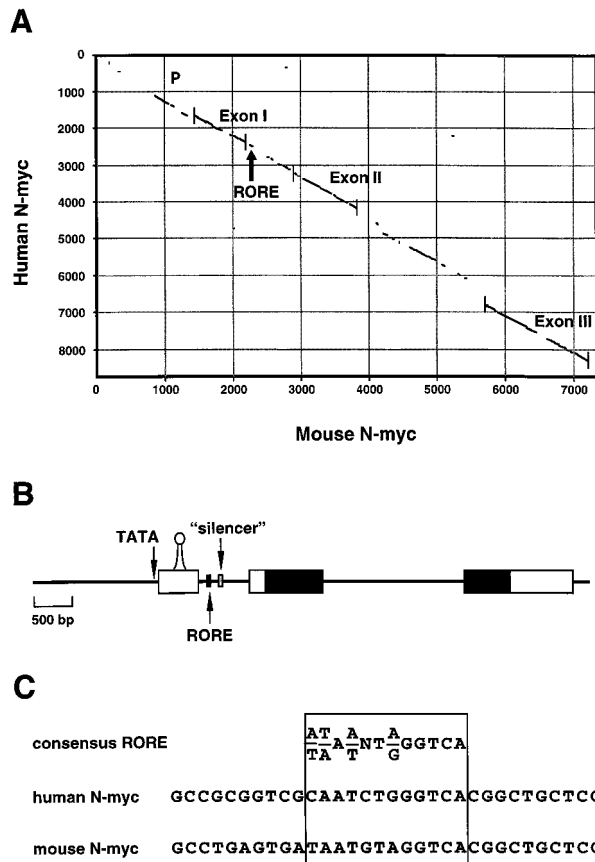 A
0
P
1000
Exon I
2000
3000
Exon II
RORE
4000
5000
6000
7000
Exon III
8000
Human N-myc
0 1000 2000 3000 4000 5000 6000 7000
Mouse N-myc
B
"silencer"
TATA
500 bp
RORE
C
A T A A
consensus RORE A N T G G T C A
T A T G
human N-myc GCCGCGGTCGCAATCTGGGTCACGGCTGCTCC
mouse N-myc GCCTGAGTGATAATGTAGGTCACGGCTGCTCC